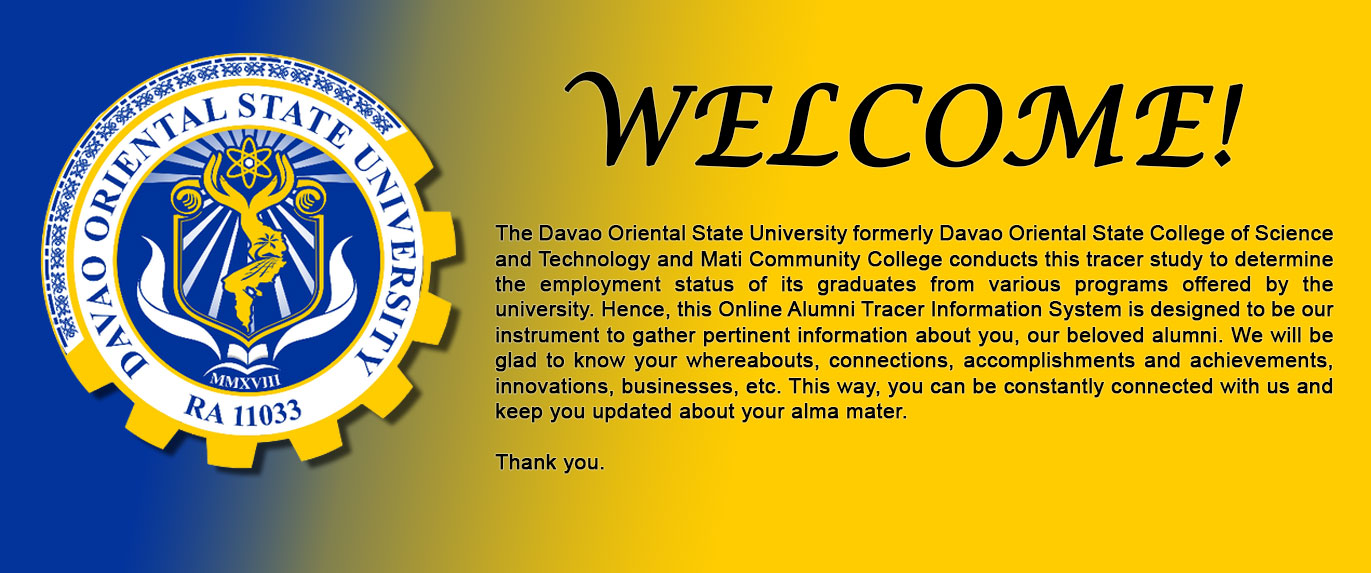 DAVAO ORIENTAL STATE UNIVERSITY
MMXVIII
RA 11033
WELCOME!
The Davao Oriental State University formerly Davao Oriental State College of Science
and Technology and Mati Community College conducts this tracer study to determine
the employment status of its graduates from various programs offered by the
university. Hence, this Online Alumni Tracer Information System is designed to be our
instrument to gather pertinent information about you, our beloved alumni. We will be
glad to know your whereabouts, connections, accomplishments and achievements,
innovations, businesses, etc. This way, you can be constantly connected with us and
keep you updated about your alma mater.
Thank you.